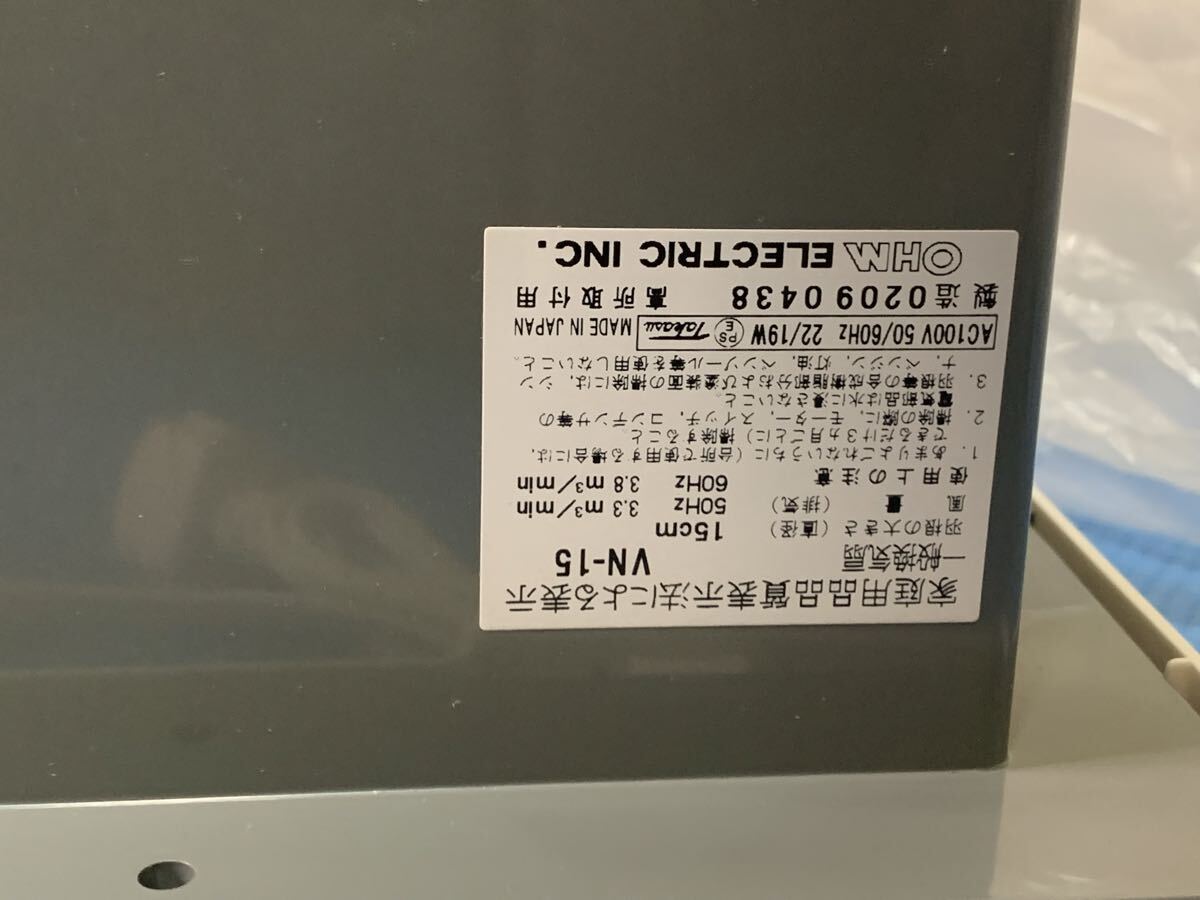 家庭用品品質表示法による表示
一般換気扇 VN-15
羽根の大きさ（直径） 15cm
風 量 （排気） 50Hz 3.3 m³／min
60Hz 3.8 m³／min
使用上の注意
1. あまりよごれないうちに（台所で使用する場合には,
できるだけ3カ月ごとに）掃除すること
2. 掃除の際に, モーター, スイッチ, コンデンサ等の
電気部品は水に浸さないこと。
3. 羽根等の合成樹脂部分および塗装面の掃除には, シン
ナ, ベンジン, 灯油, ベンゾール等を使用しないこと。
AC100V 50/60Hz 22/19W PS E Takasu MADE IN JAPAN
製造 02090438 高所取付用
OHM ELECTRIC INC.